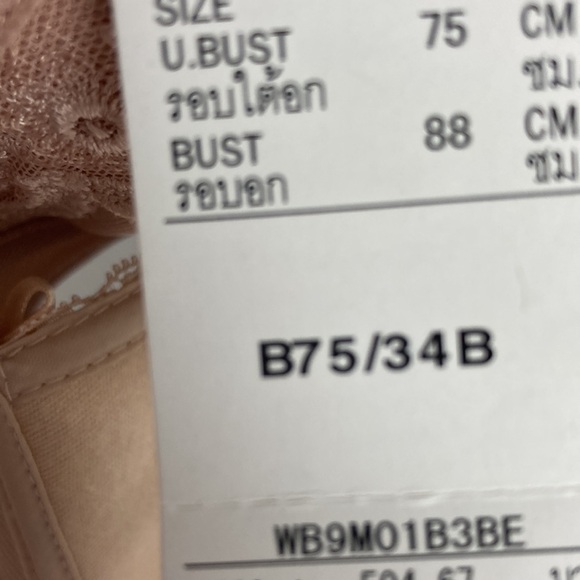 SIZE
U.BUST 75 CM
รอบใต้อก ซม.
BUST 88 CM
รอบอก ซม
B75/34B
WB9M01B3BE